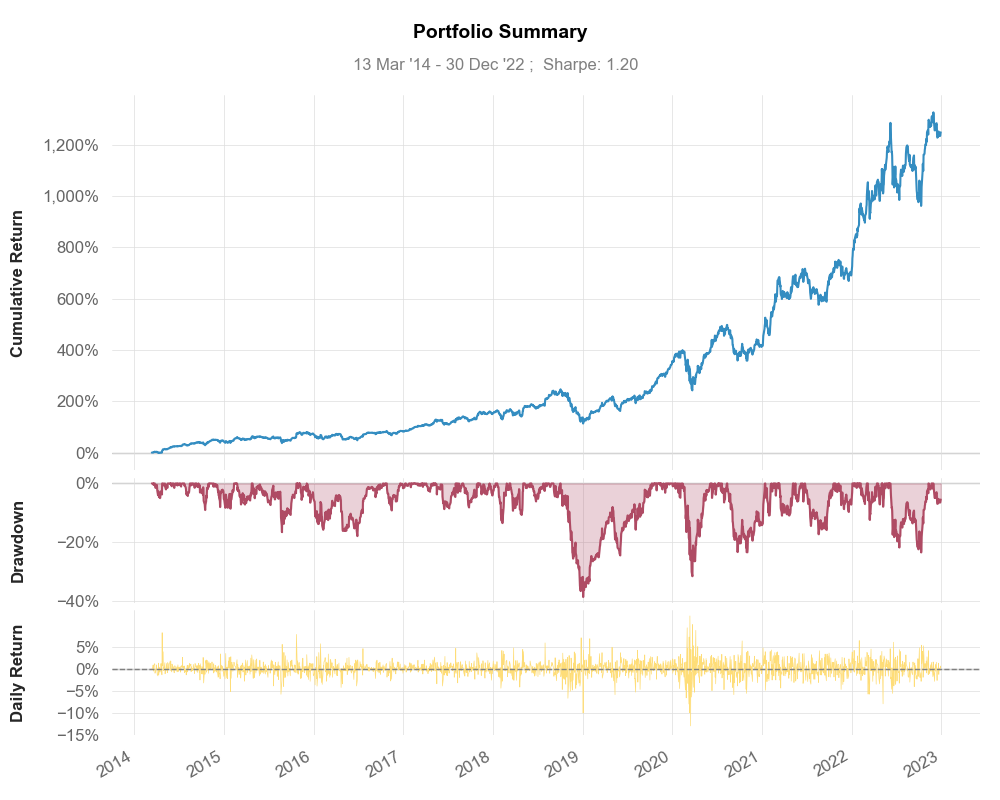 Portfolio Summary
13 Mar '14 - 30 Dec '22 ;  Sharpe: 1.20
Cumulative Return
1,200%
1,000%
800%
600%
400%
200%
0%
Drawdown
0%
−20%
−40%
Daily Return
5%
0%
−5%
−10%
−15%
2014 2015 2016 2017 2018 2019 2020 2021 2022 2023